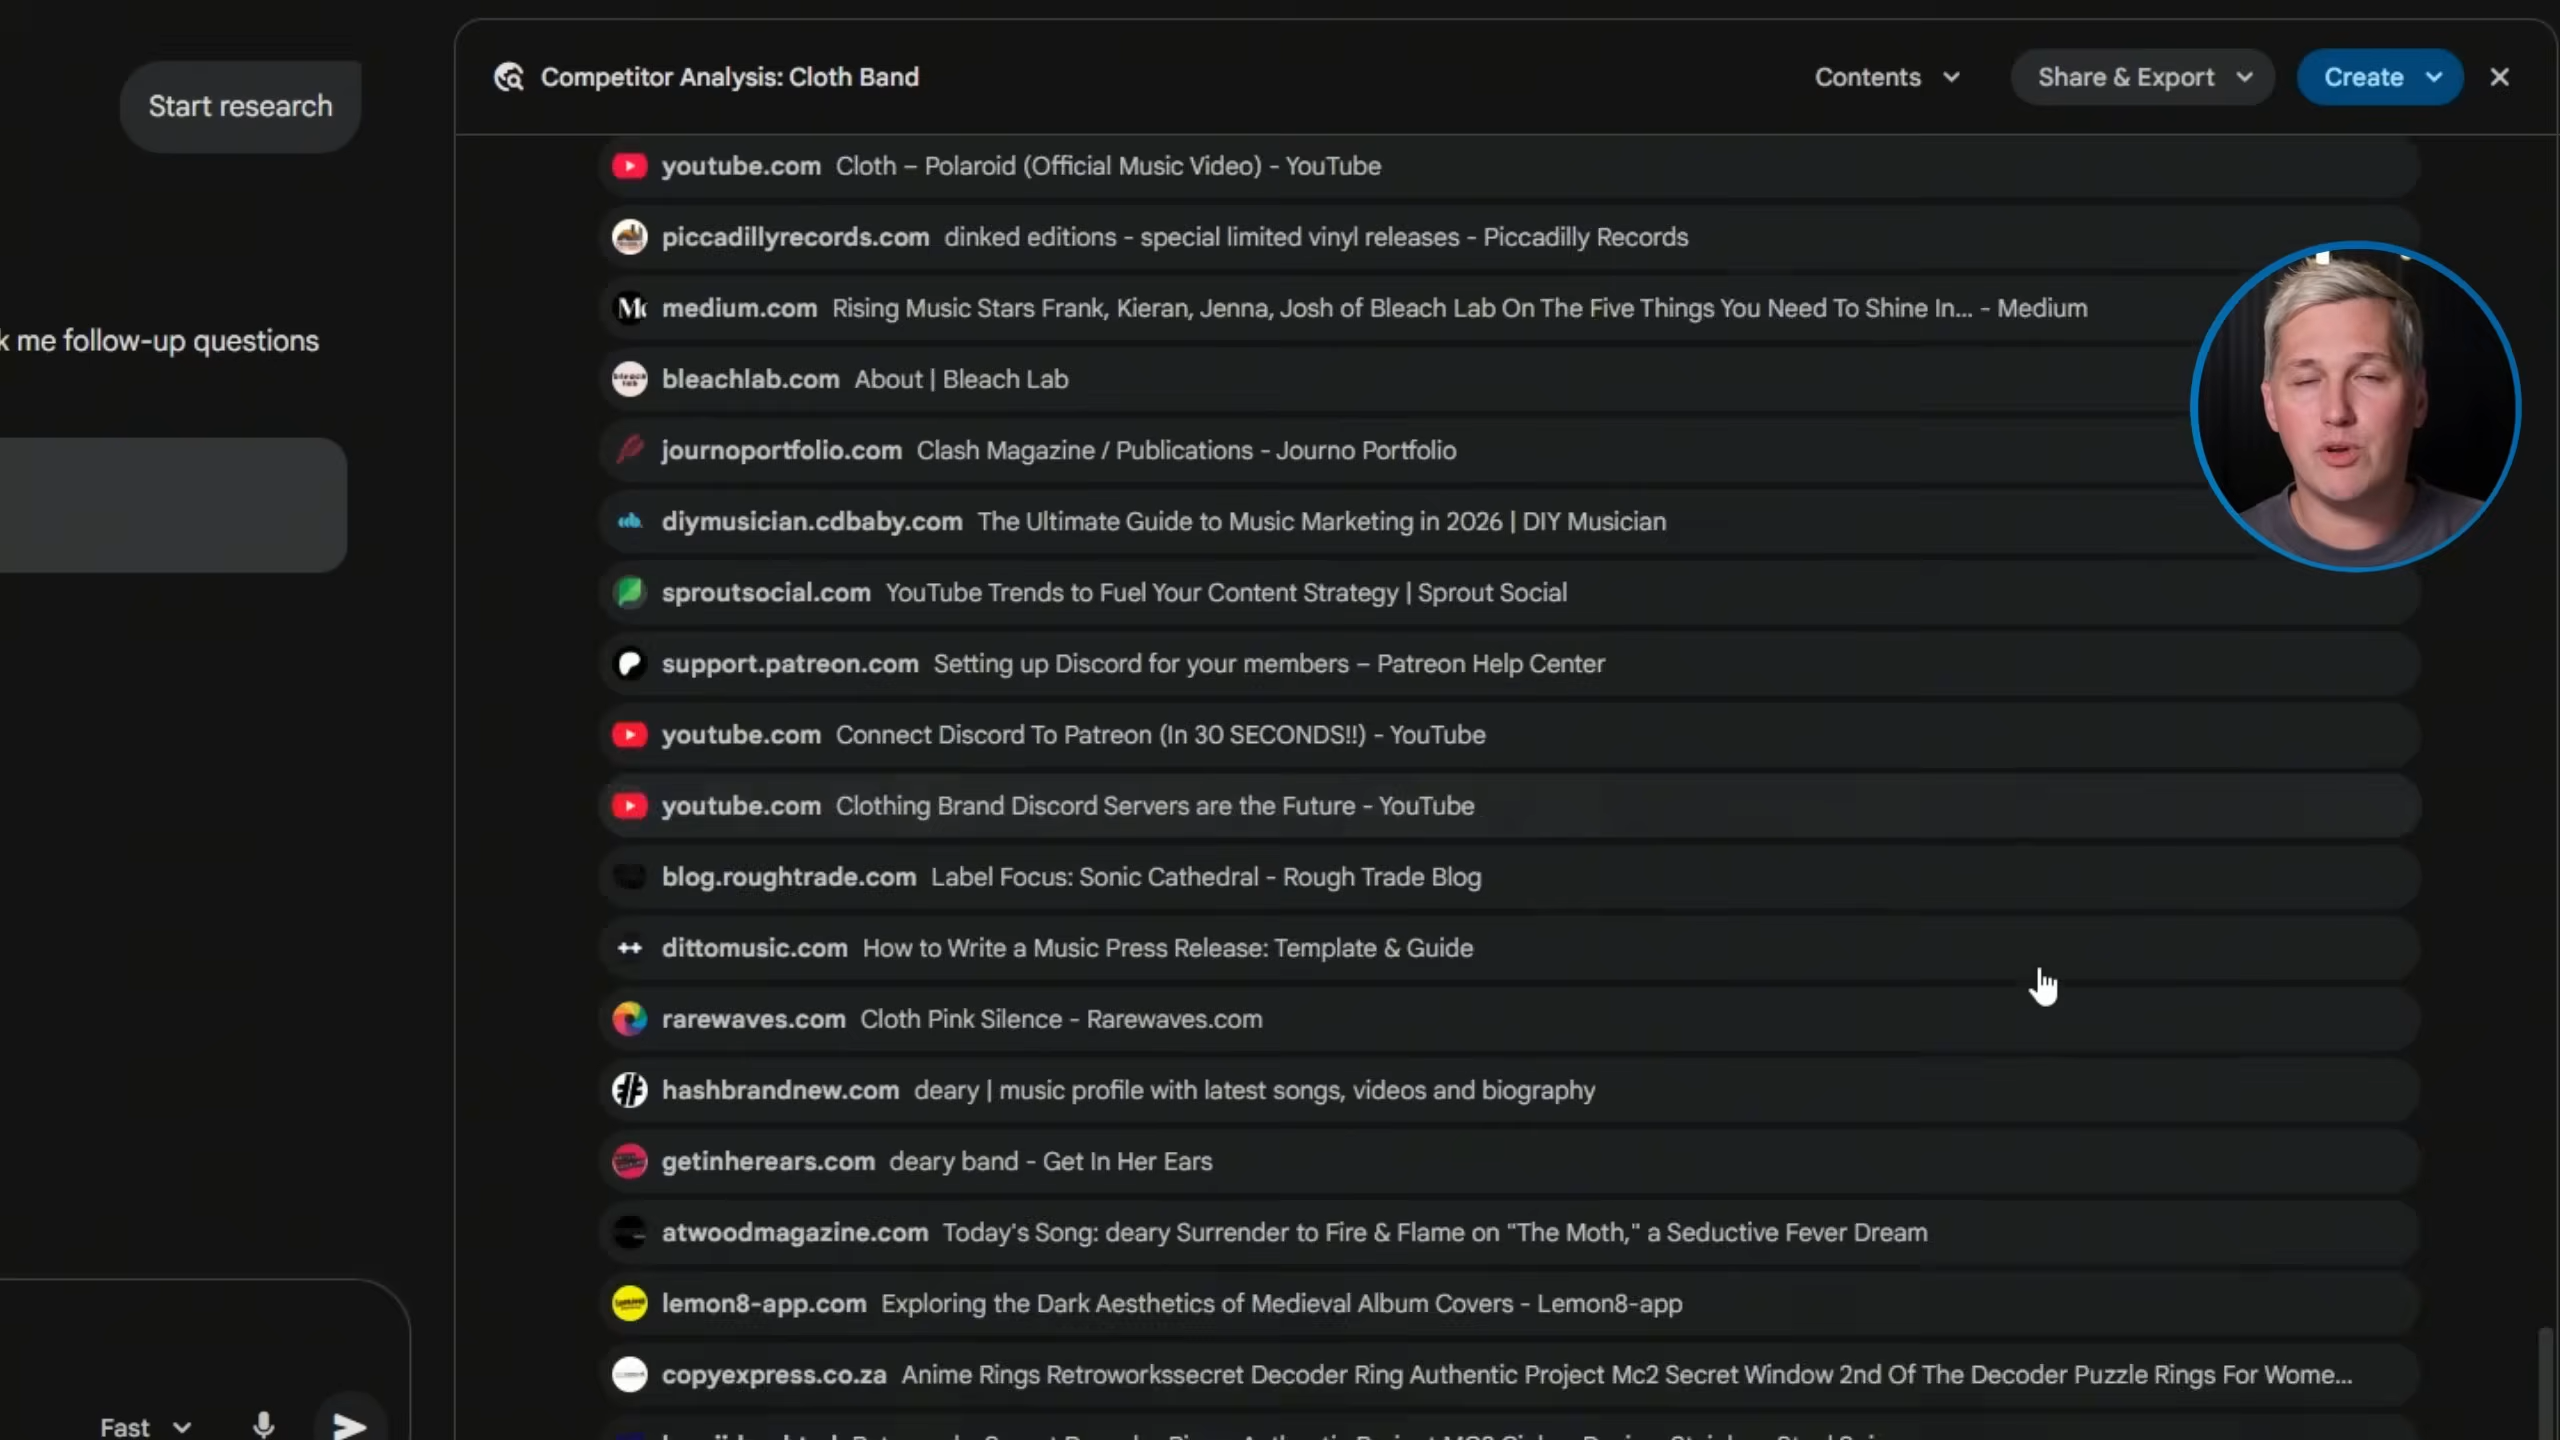 Start research
k me follow-up questions
Fast
Competitor Analysis: Cloth Band
Contents
Share & Export
Create
youtube.com Cloth – Polaroid (Official Music Video) - YouTube
piccadillyrecords.com dinked editions - special limited vinyl releases - Piccadilly Records
medium.com Rising Music Stars Frank, Kieran, Jenna, Josh of Bleach Lab On The Five Things You Need To Shine In... - Medium
bleachlab.com About | Bleach Lab
journoportfolio.com Clash Magazine / Publications - Journo Portfolio
diymusician.cdbaby.com The Ultimate Guide to Music Marketing in 2026 | DIY Musician
sproutsocial.com YouTube Trends to Fuel Your Content Strategy | Sprout Social
support.patreon.com Setting up Discord for your members – Patreon Help Center
youtube.com Connect Discord To Patreon (In 30 SECONDS!!) - YouTube
youtube.com Clothing Brand Discord Servers are the Future - YouTube
blog.roughtrade.com Label Focus: Sonic Cathedral - Rough Trade Blog
dittomusic.com How to Write a Music Press Release: Template & Guide
rarewaves.com Cloth Pink Silence - Rarewaves.com
hashbrandnew.com deary | music profile with latest songs, videos and biography
getinherears.com deary band - Get In Her Ears
atwoodmagazine.com Today's Song: deary Surrender to Fire & Flame on "The Moth," a Seductive Fever Dream
lemon8-app.com Exploring the Dark Aesthetics of Medieval Album Covers - Lemon8-app
copyexpress.co.za Anime Rings Retroworkssecret Decoder Ring Authentic Project Mc2 Secret Window 2nd Of The Decoder Puzzle Rings For Wome...